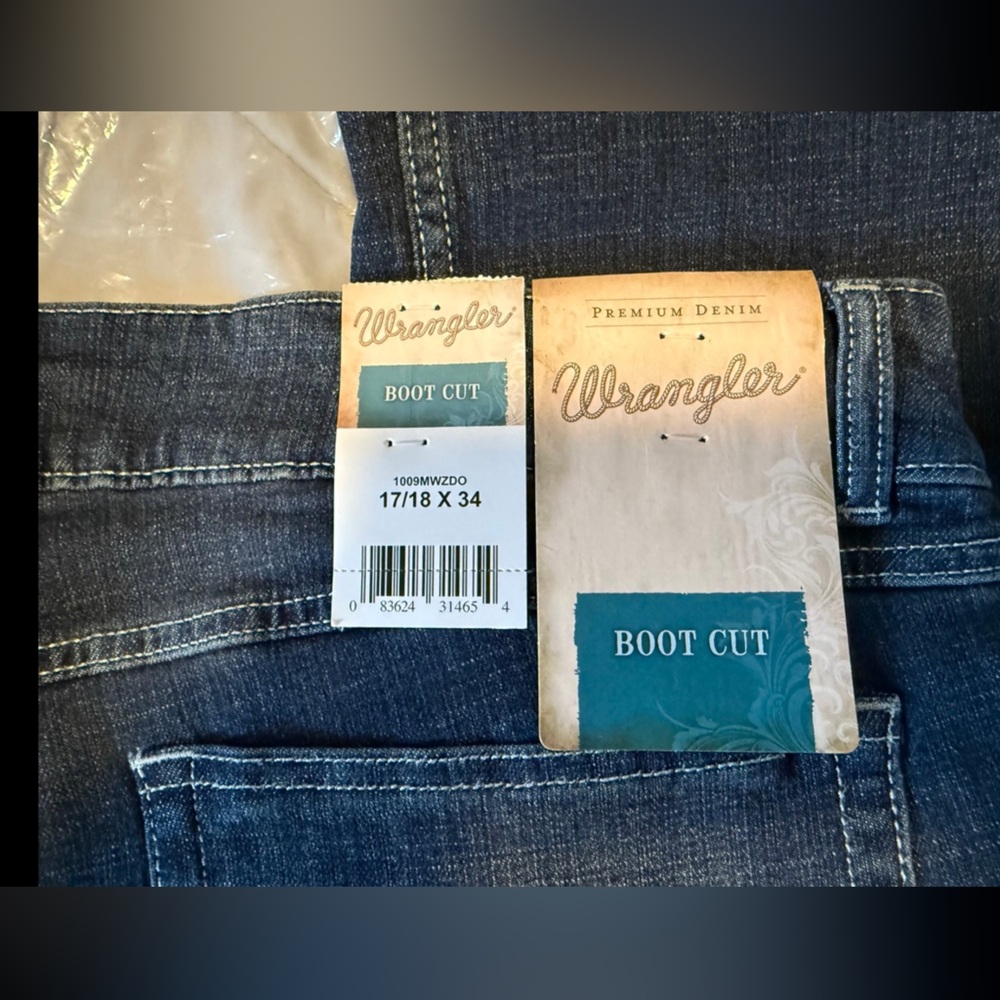 Wrangler®
BOOT CUT
1009MWZDO
17/18 X 34
0 83624 31465 4
PREMIUM DENIM
Wrangler®
BOOT CUT